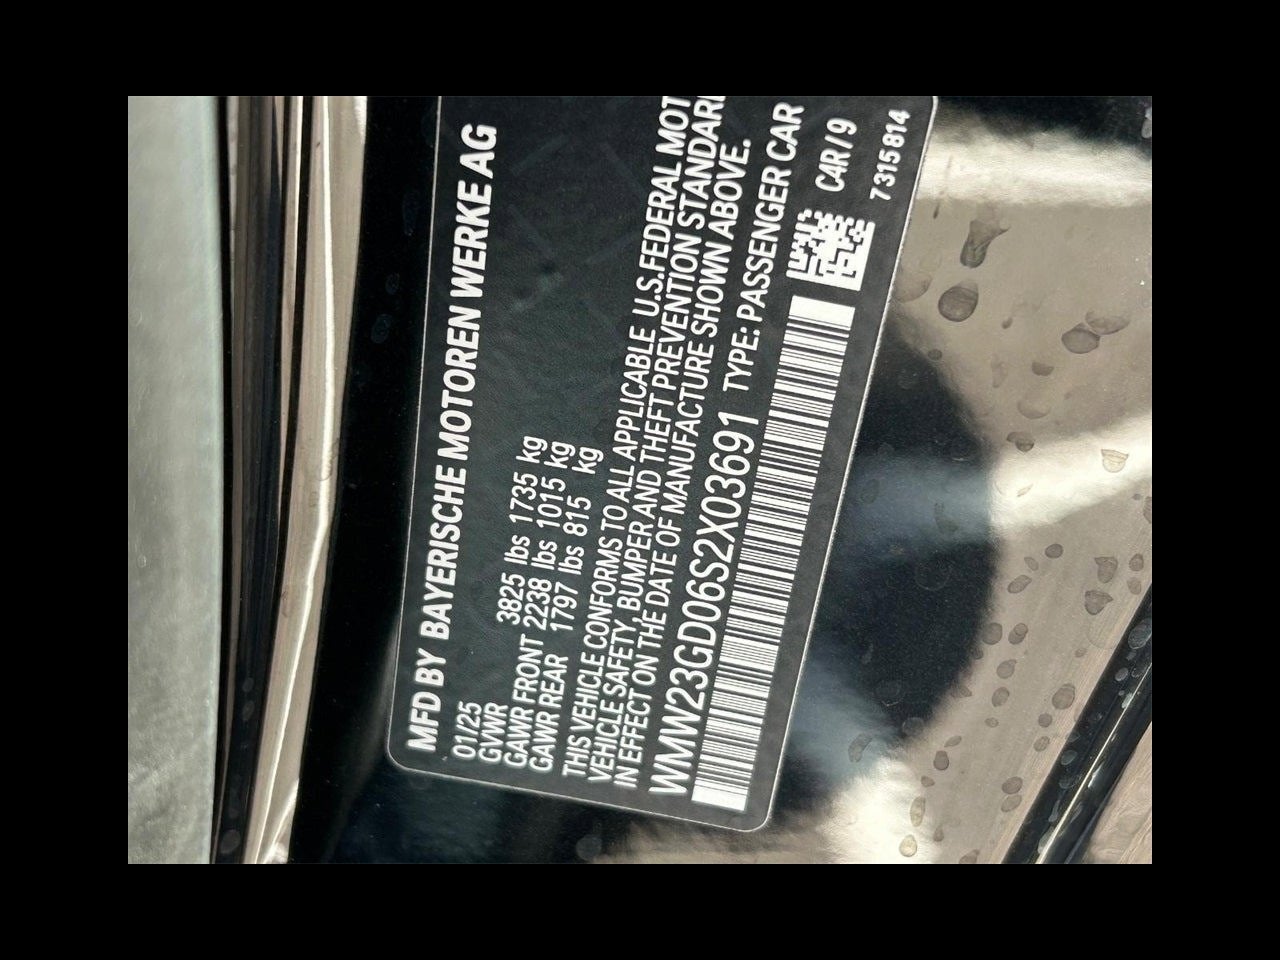 MFD BY BAYERISCHE MOTOREN WERKE AG
01/25
GVWR 3825 lbs 1735 kg
GAWR FRONT 2238 lbs 1015 kg
GAWR REAR 1797 lbs 815 kg
THIS VEHICLE CONFORMS TO ALL APPLICABLE U.S.FEDERAL MOT
VEHICLE SAFETY, BUMPER AND THEFT PREVENTION STANDARD
IN EFFECT ON THE DATE OF MANUFACTURE SHOWN ABOVE.
WMW23GD06S2X03691 TYPE: PASSENGER CAR
C4R/9
7315814